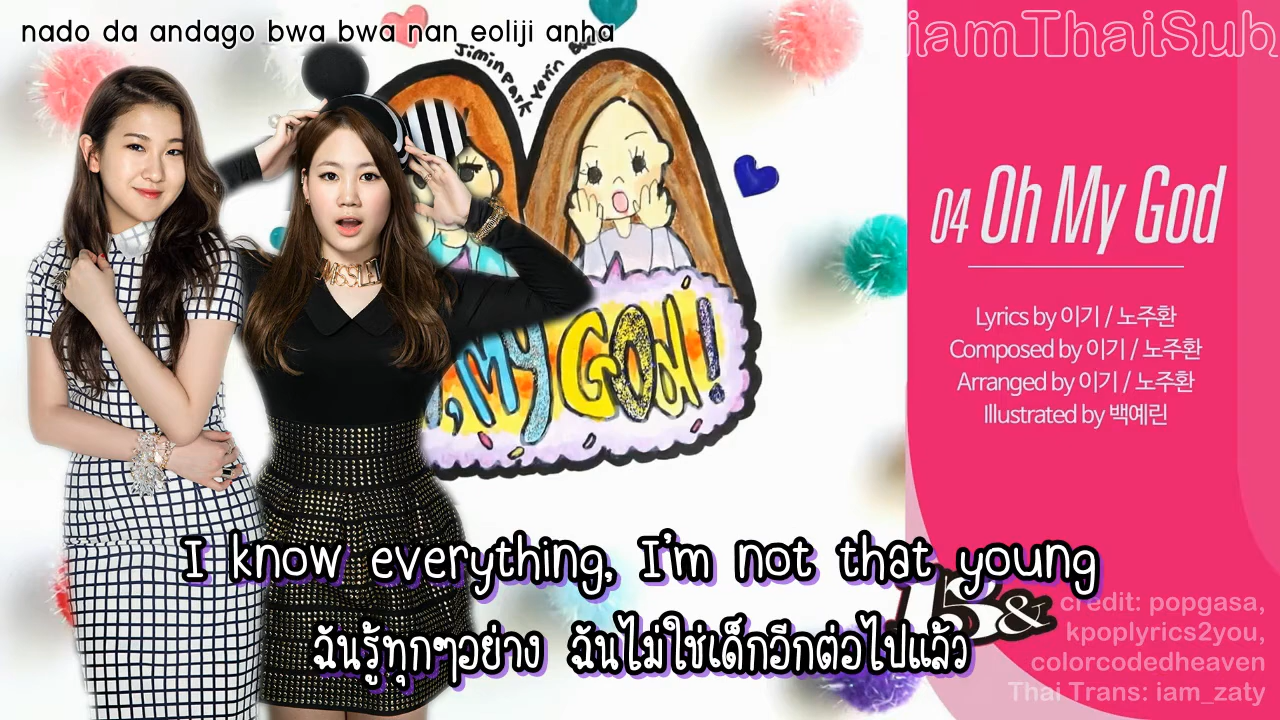 nado da andago bwa bwa nan eoliji anha
iamThaiSub
Jimin Park
Yerin Baek
04 Oh My God
Lyrics by 이기 / 노주환
Composed by 이기 / 노주환
Arranged by 이기 / 노주환
Illustrated by 백예린
My GOd!
I know everything, I'm not that young
ฉันรู้ทุกๆอย่าง ฉันไม่ใช่เด็กอีกต่อไปแล้ว
15&
credit: popgasa,
kpoplyrics2you,
colorcodedheaven
Thai Trans: iam_zaty